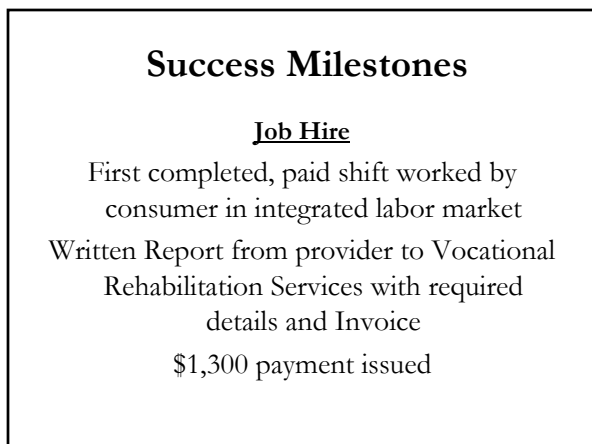 Success Milestones
Job Hire
First completed, paid shift worked by
consumer in integrated labor market
Written Report from provider to Vocational
Rehabilitation Services with required
details and Invoice
$1,300 payment issued